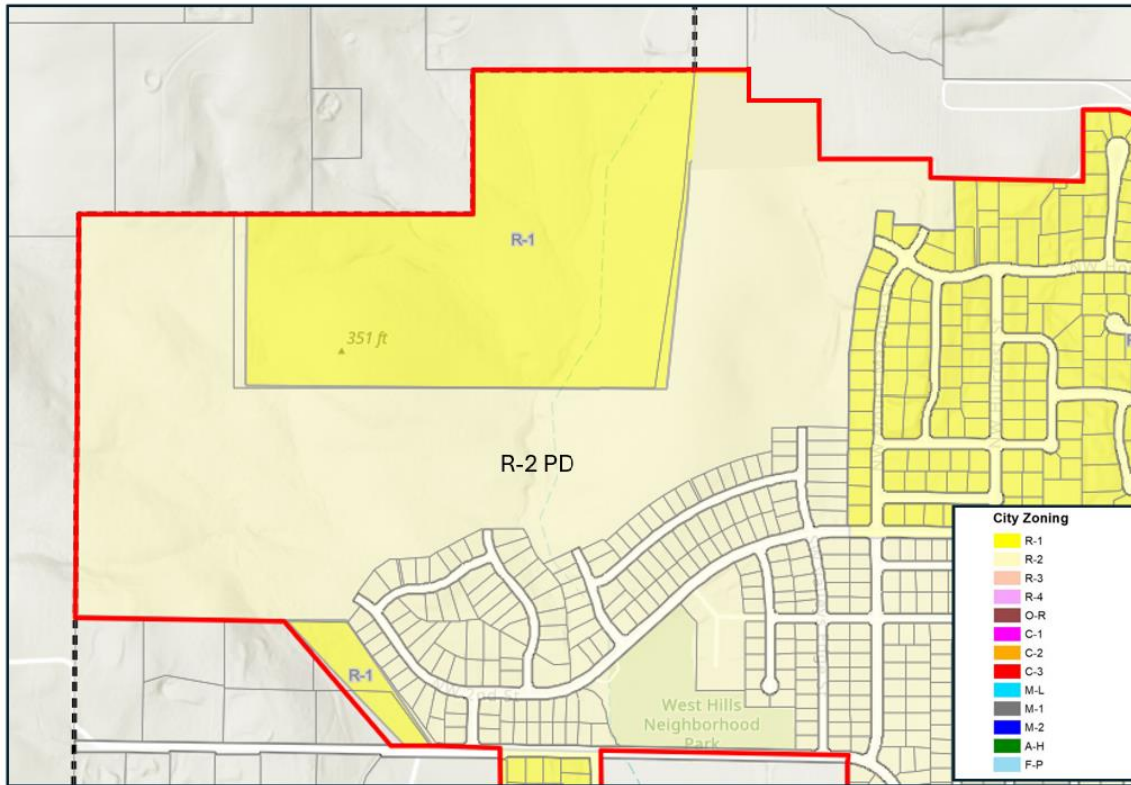 R-1
351 ft
R-2 PD
R-1
West Hills
Neighborhood
Park
City Zoning
R-1
R-2
R-3
R-4
O-R
C-1
C-2
C-3
M-L
M-1
M-2
A-H
F-P